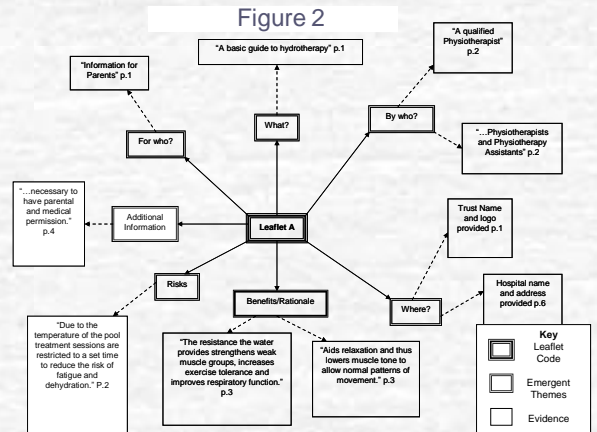 Figure 2
"A basic guide to hydrotherapy" p.1
"A qualified
Physiotherapist"
p.2
"Information for
Parents" p.1
What?
By who?
For who?
"…Physiotherapists
and Physiotherapy
Assistants" p.2
"…necessary to
have parental
and medical
permission."
p.4
Additional
Information
Leaflet A
Trust Name
and logo
provided p.1
Risks
Benefits/Rationale
Where?
Hospital name
and address
provided p.6
"Due to the
temperature of the pool
treatment sessions are
restricted to a set time
to reduce the risk of
fatigue and
dehydration." P.2
"The resistance the water
provides strengthens weak
muscle groups, increases
exercise tolerance and
improves respiratory function."
p.3
"Aids relaxation and thus
lowers muscle tone to
allow normal patterns of
movement." p.3
Key
Leaflet
Code
Emergent
Themes
Evidence